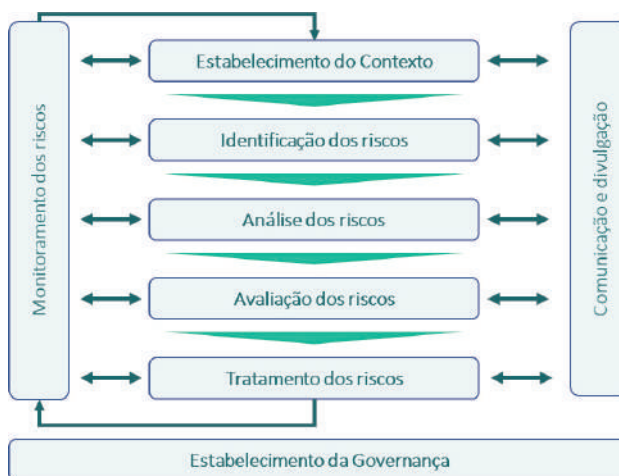 Monitoramento dos riscos
Estabelecimento do Contexto
Identificação dos riscos
Análise dos riscos
Avaliação dos riscos
Tratamento dos riscos
Comunicação e divulgação
Estabelecimento da Governança